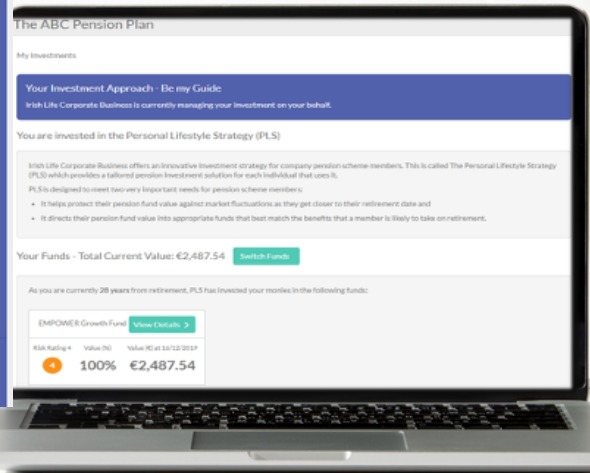 The ABC Pension Plan
My Investments
Your Investment Approach - Be my Guide
Irish Life Corporate Business is currently managing your investment on your behalf.
You are invested in the Personal Lifestyle Strategy (PLS)
Irish Life Corporate Business offers an innovative investment strategy for company pension scheme members. This is called The Personal Lifestyle Strategy
(PLS) which provides a tailored pension investment solution for each individual that uses it.
PLS is designed to meet two very important needs for pension scheme members:
• It helps protect their pension fund value against market fluctuations as they get closer to their retirement date and
• It directs their pension fund value into appropriate funds that best match the benefits that a member is likely to take on retirement.
Your Funds - Total Current Value: €2,487.54 Switch Funds
As you are currently 28 years from retirement, PLS has invested your monies in the following funds:
EMPOWER Growth Fund View Details >
Risk Rating Value (%) Value (€) at 16/12/2019
4 100% €2,487.54